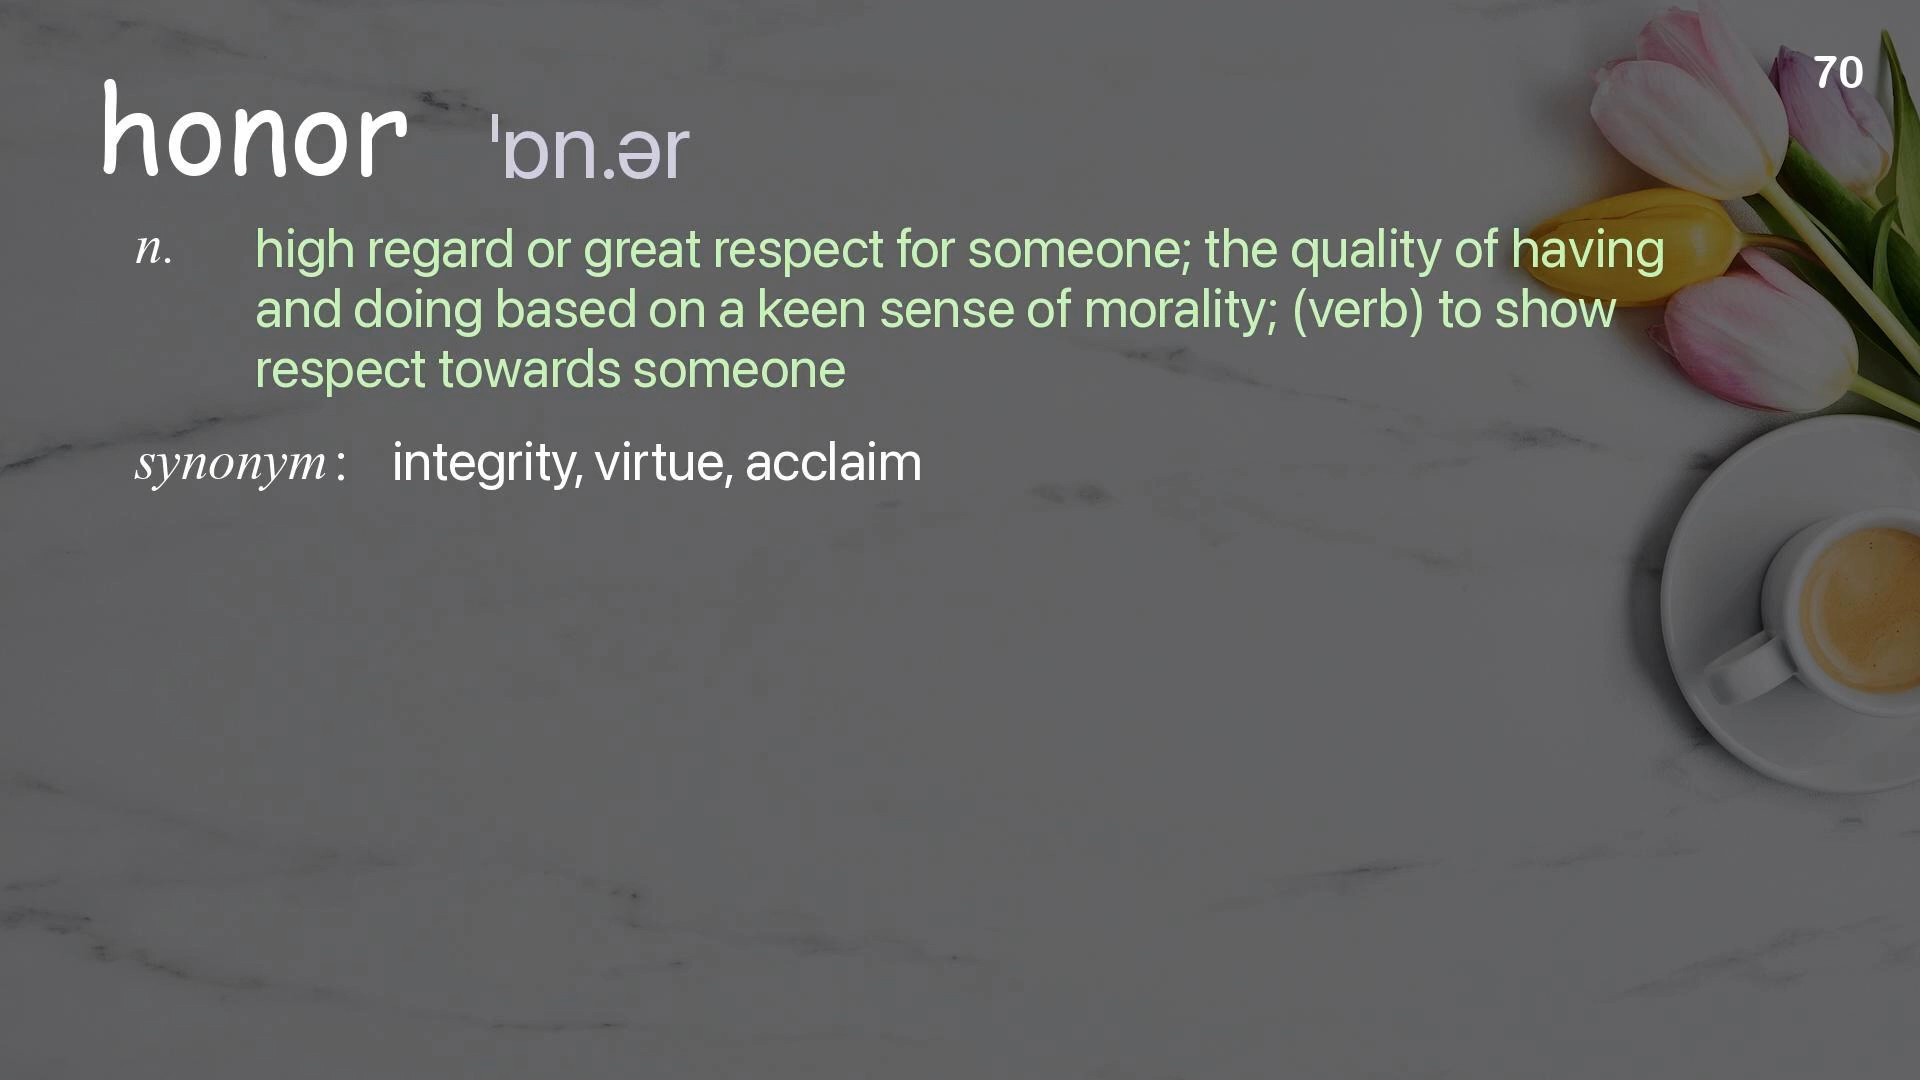 70
honor ˈɒn.ər
n. high regard or great respect for someone; the quality of having
and doing based on a keen sense of morality; (verb) to show
respect towards someone
synonym : integrity, virtue, acclaim